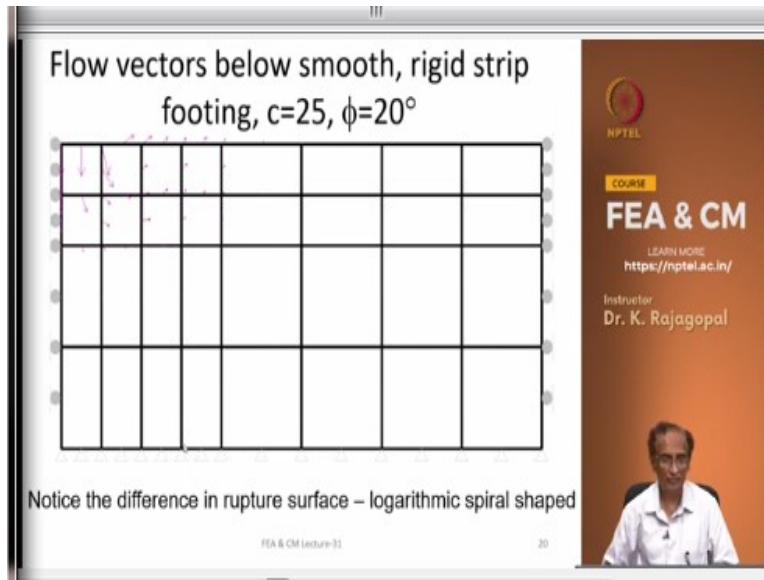 Flow vectors below smooth, rigid strip
footing, c=25, ϕ=20°
Notice the difference in rupture surface – logarithmic spiral shaped
FEA & CM Lecture-31
20
NPTEL
COURSE
FEA & CM
LEARN MORE
https://nptel.ac.in/
Instructor
Dr. K. Rajagopal